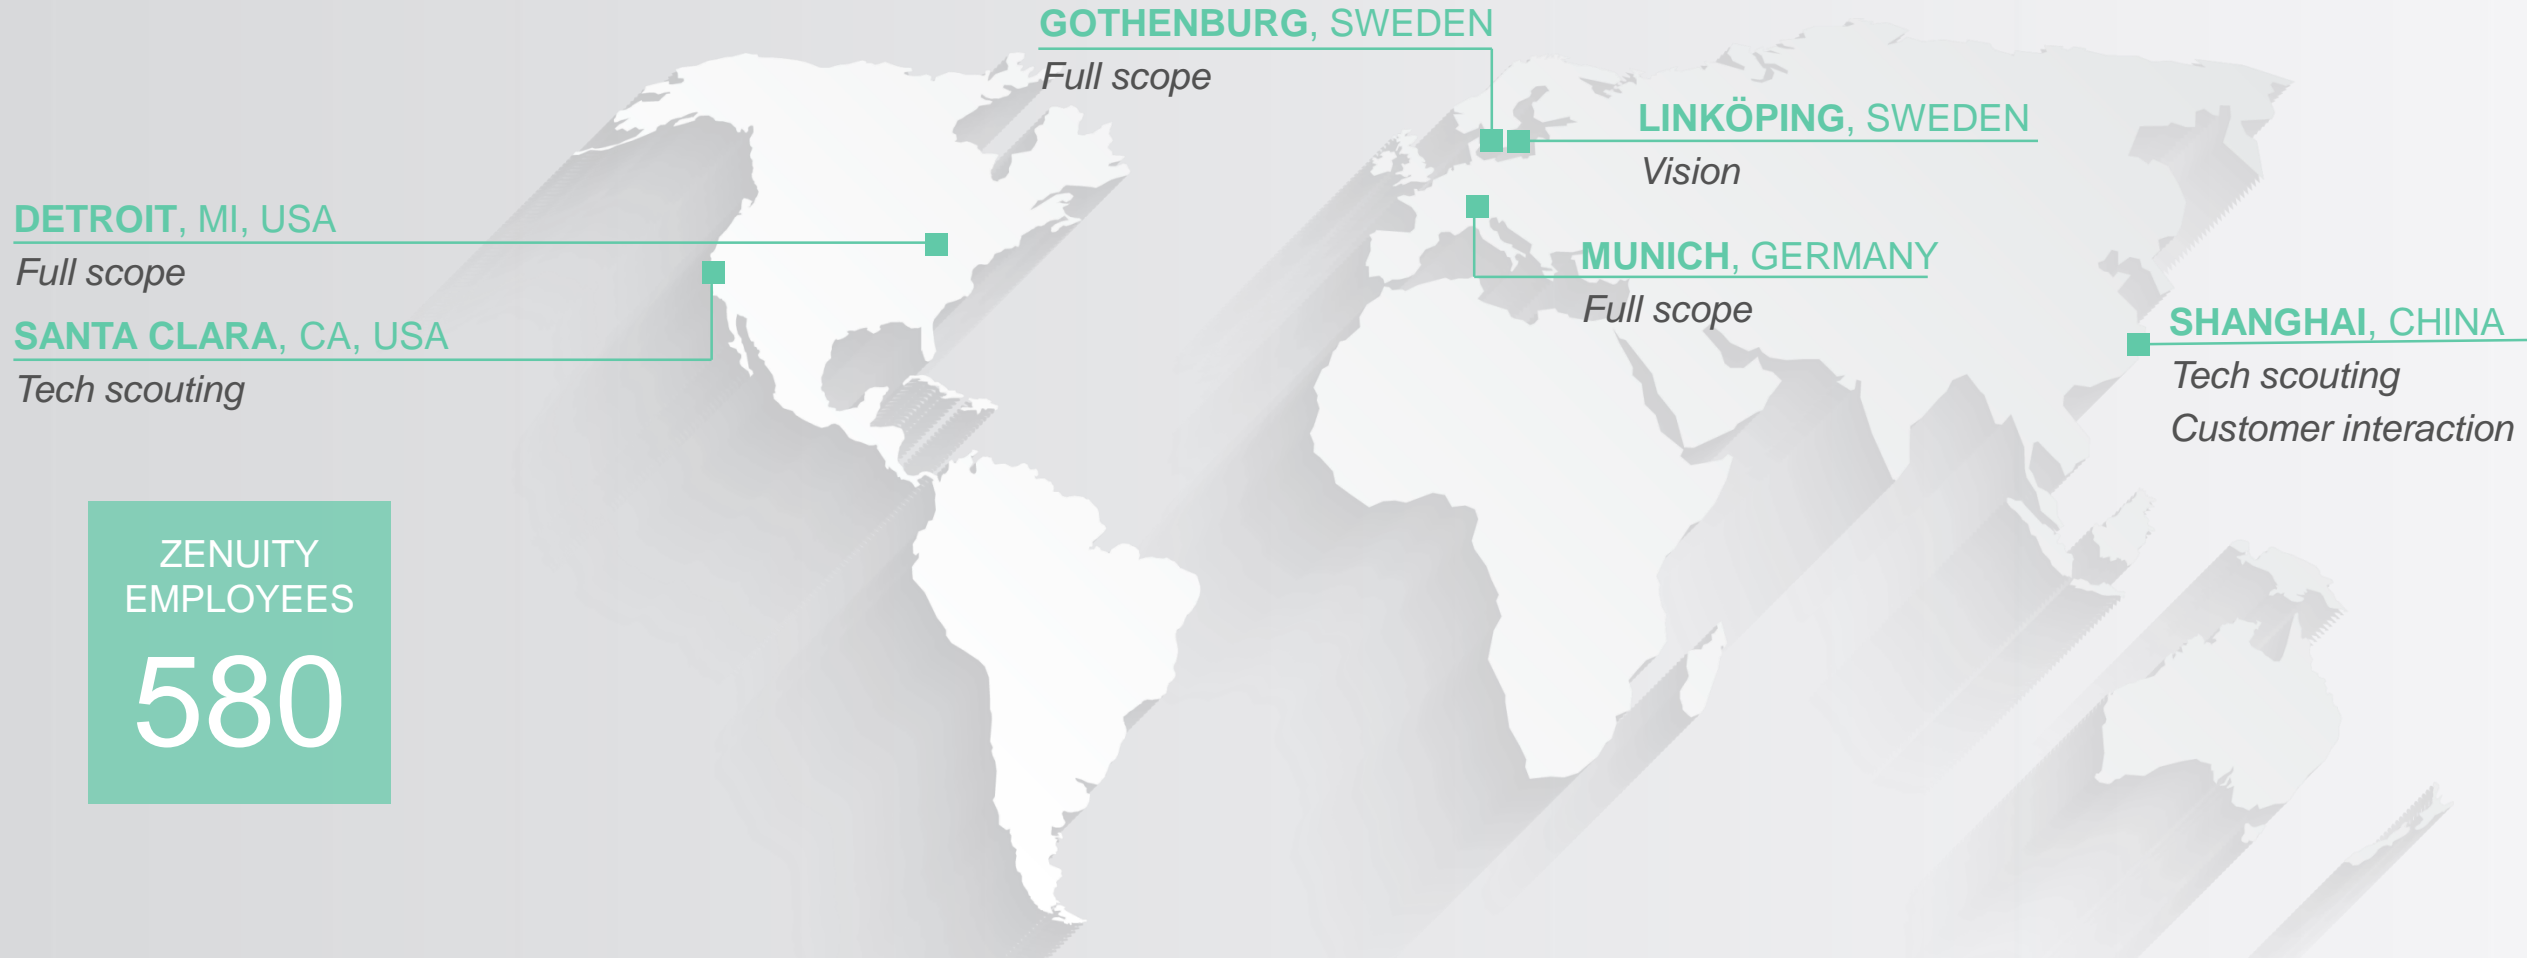 GOTHENBURG, SWEDEN
Full scope
LINKÖPING, SWEDEN
Vision
DETROIT, MI, USA
Full scope
MUNICH, GERMANY
Full scope
SANTA CLARA, CA, USA
Tech scouting
SHANGHAI, CHINA
Tech scouting
Customer interaction
ZENUITY
EMPLOYEES
580